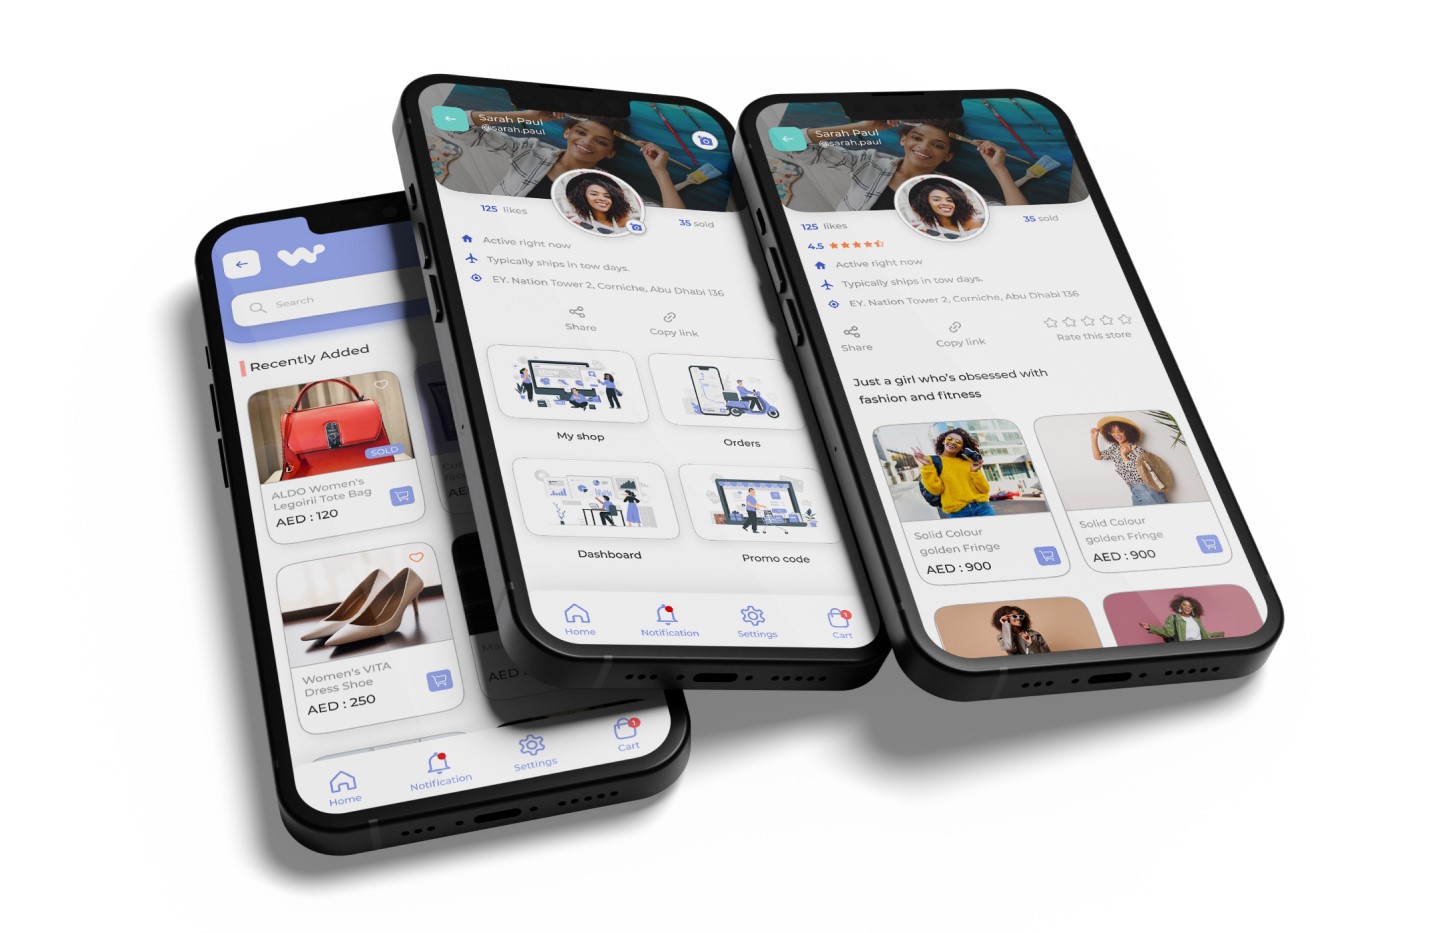 Search
Recently Added
SOLD
ALDO Women's
Legoirii Tote Bag
AED : 120
Women's VITA
Dress Shoe
AED : 250
AED
Home
Notification
Settings
1
Cart
Sarah Paul
@sarah.paul
125 likes
35 sold
Active right now
Typically ships in tow days.
EY. Nation Tower 2, Corniche, Abu Dhabi 136
Share
Copy link
My shop
Orders
Dashboard
Promo code
Home
Notification
Settings
1
Cart
Sarah Paul
@sarah.paul
125 likes
35 sold
4.5
Active right now
Typically ships in tow days.
EY. Nation Tower 2, Corniche, Abu Dhabi 136
Share
Copy link
Rate this store
Just a girl who's obsessed with
fashion and fitness
Solid Colour
golden Fringe
AED : 900
Solid Colour
golden Fringe
AED : 900